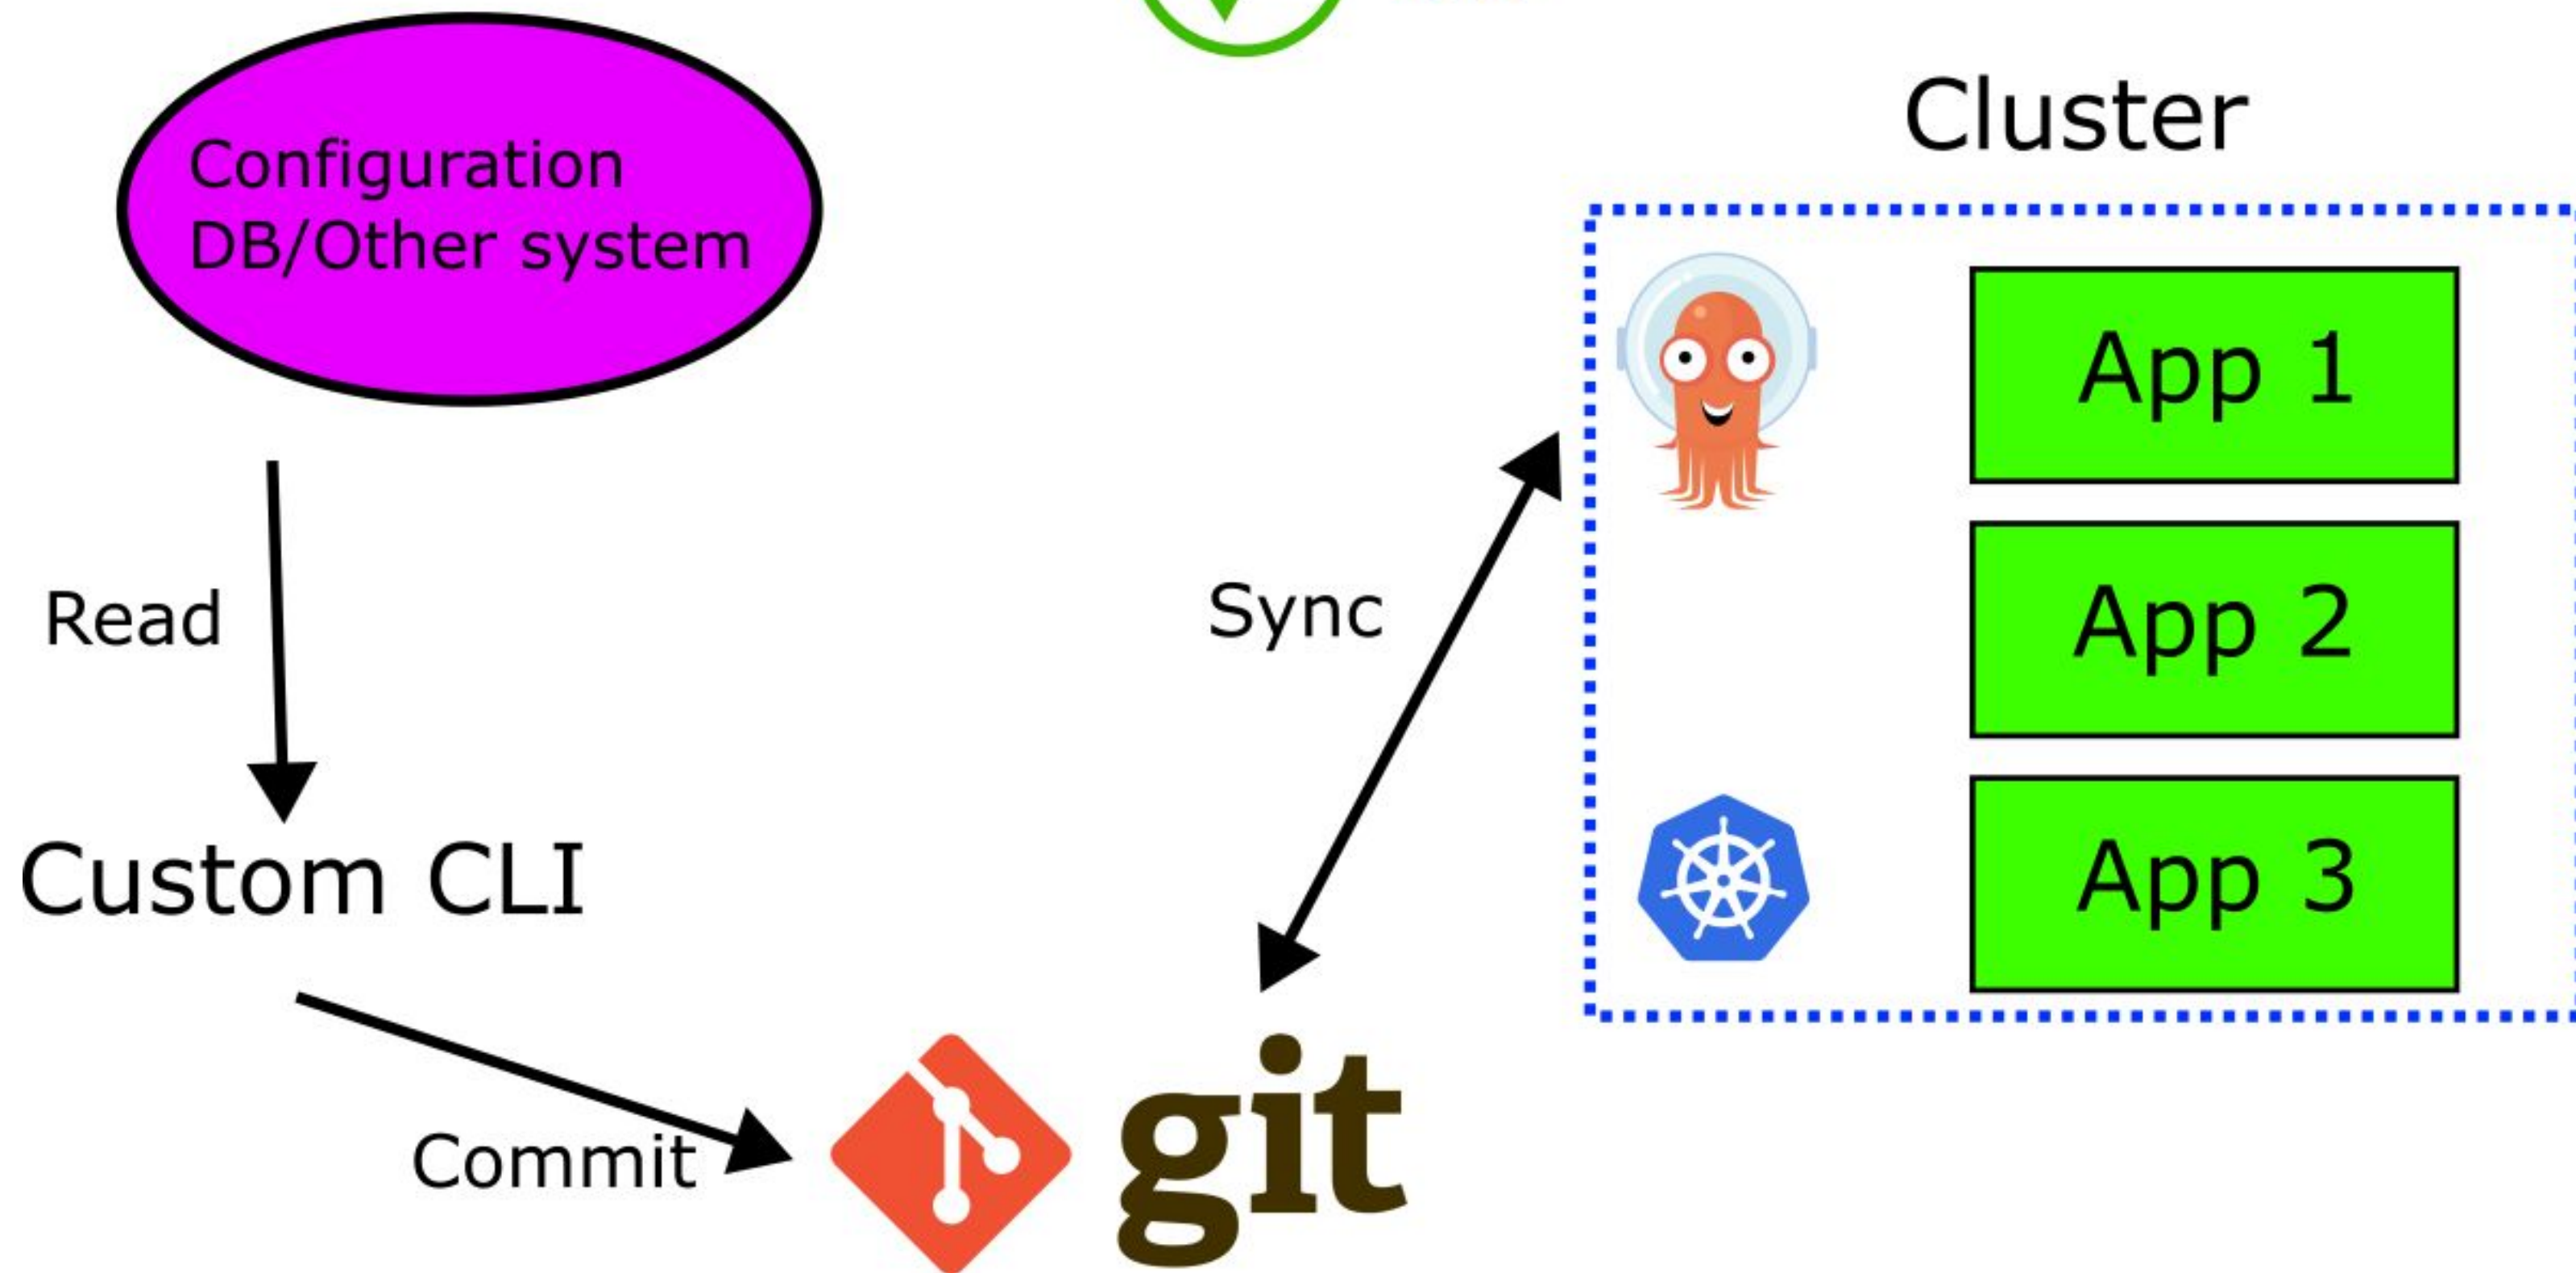 Configuration
DB/Other system
Cluster
App 1
Read
Sync
App 2
Custom CLI
App 3
Commit
git